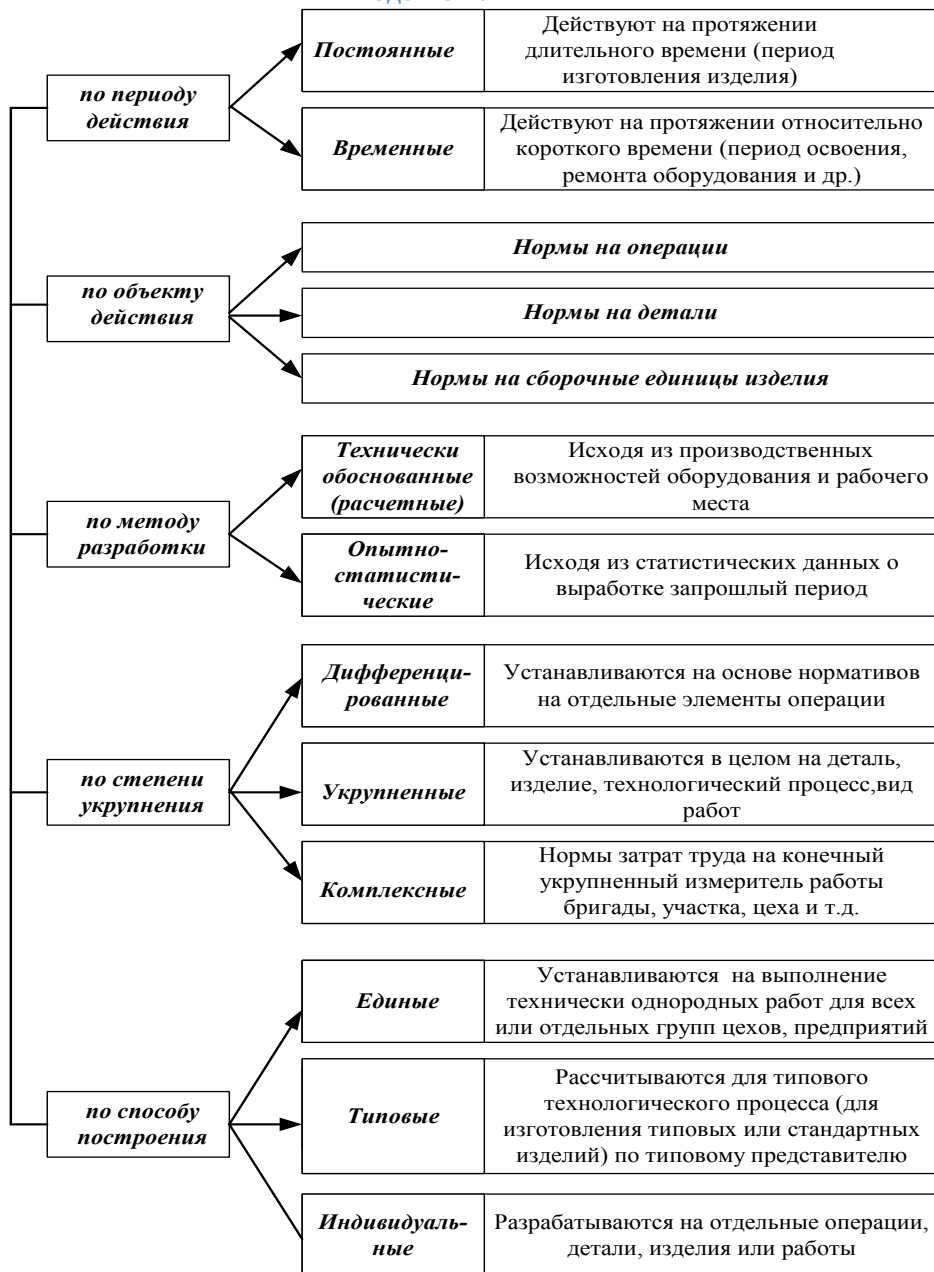 Постоянные
Действуют на протяжении
длительного времени (период
изготовления изделия)
по периоду
действия
Временные
Действуют на протяжении относительно
короткого времени (период освоения,
ремонта оборудования и др.)
по объекту
действия
Нормы на операции
Нормы на детали
Нормы на сборочные единицы изделия
по методу
разработки
Технически
обоснованные
(расчетные)
Исходя из производственных
возможностей оборудования и рабочего
места
Опытно-
статисти-
ческие
Исходя из статистических данных о
выработке запрошлый период
по степени
укрупнения
Дифференци-
рованные
Устанавливаются на основе нормативов
на отдельные элементы операции
Укрупненные
Устанавливаются в целом на деталь,
изделие, технологический процесс,вид
работ
Комплексные
Нормы затрат труда на конечный
укрупненный измеритель работы
бригады, участка, цеха и т.д.
по способу
построения
Единые
Устанавливаются на выполнение
технически однородных работ для всех
или отдельных групп цехов, предприятий
Типовые
Рассчитываются для типового
технологического процесса (для
изготовления типовых или стандартных
изделий) по типовому представителю
Индивидуаль-
ные
Разрабатываются на отдельные операции,
детали, изделия или работы